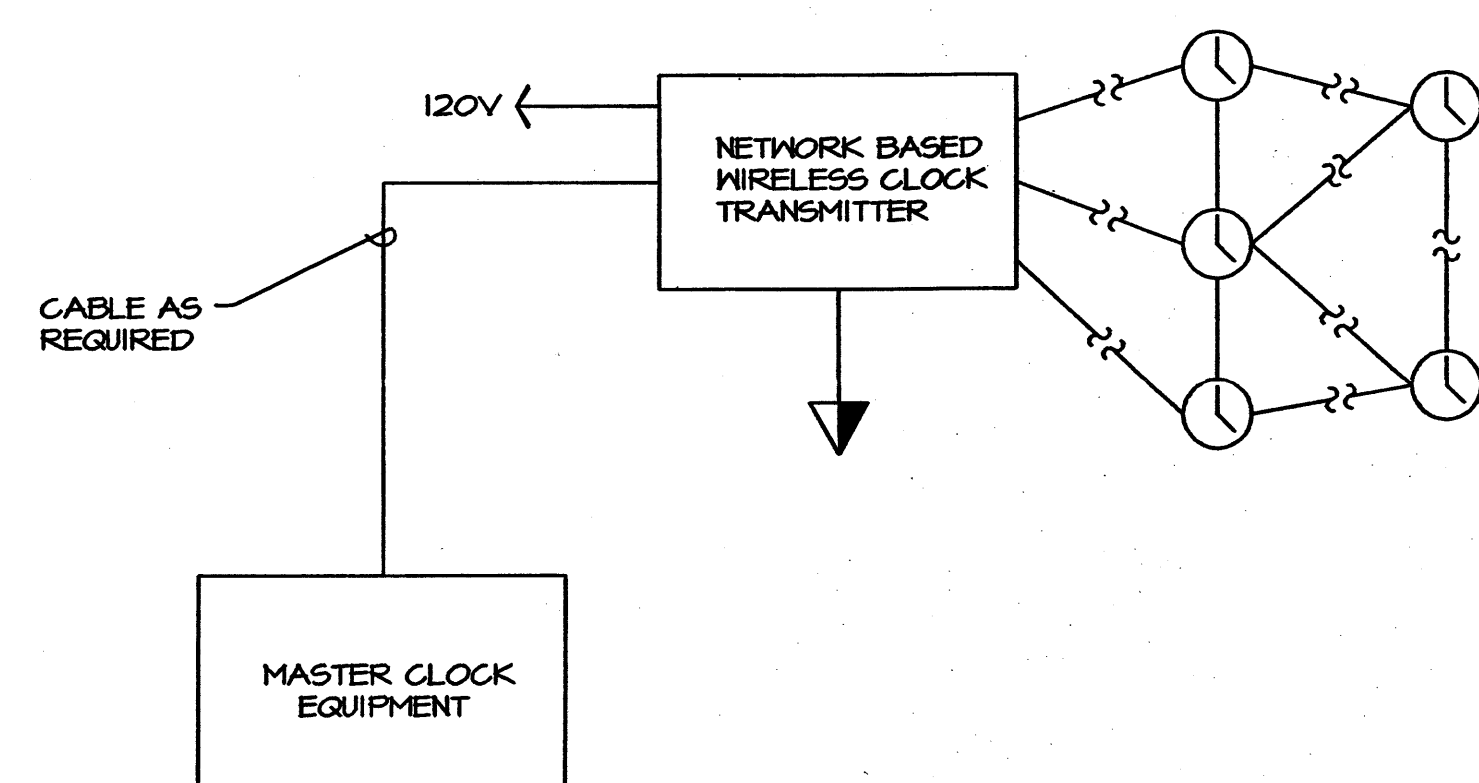 120V
NETWORK BASED
WIRELESS CLOCK
TRANSMITTER
CABLE AS
REQUIRED
MASTER CLOCK
EQUIPMENT